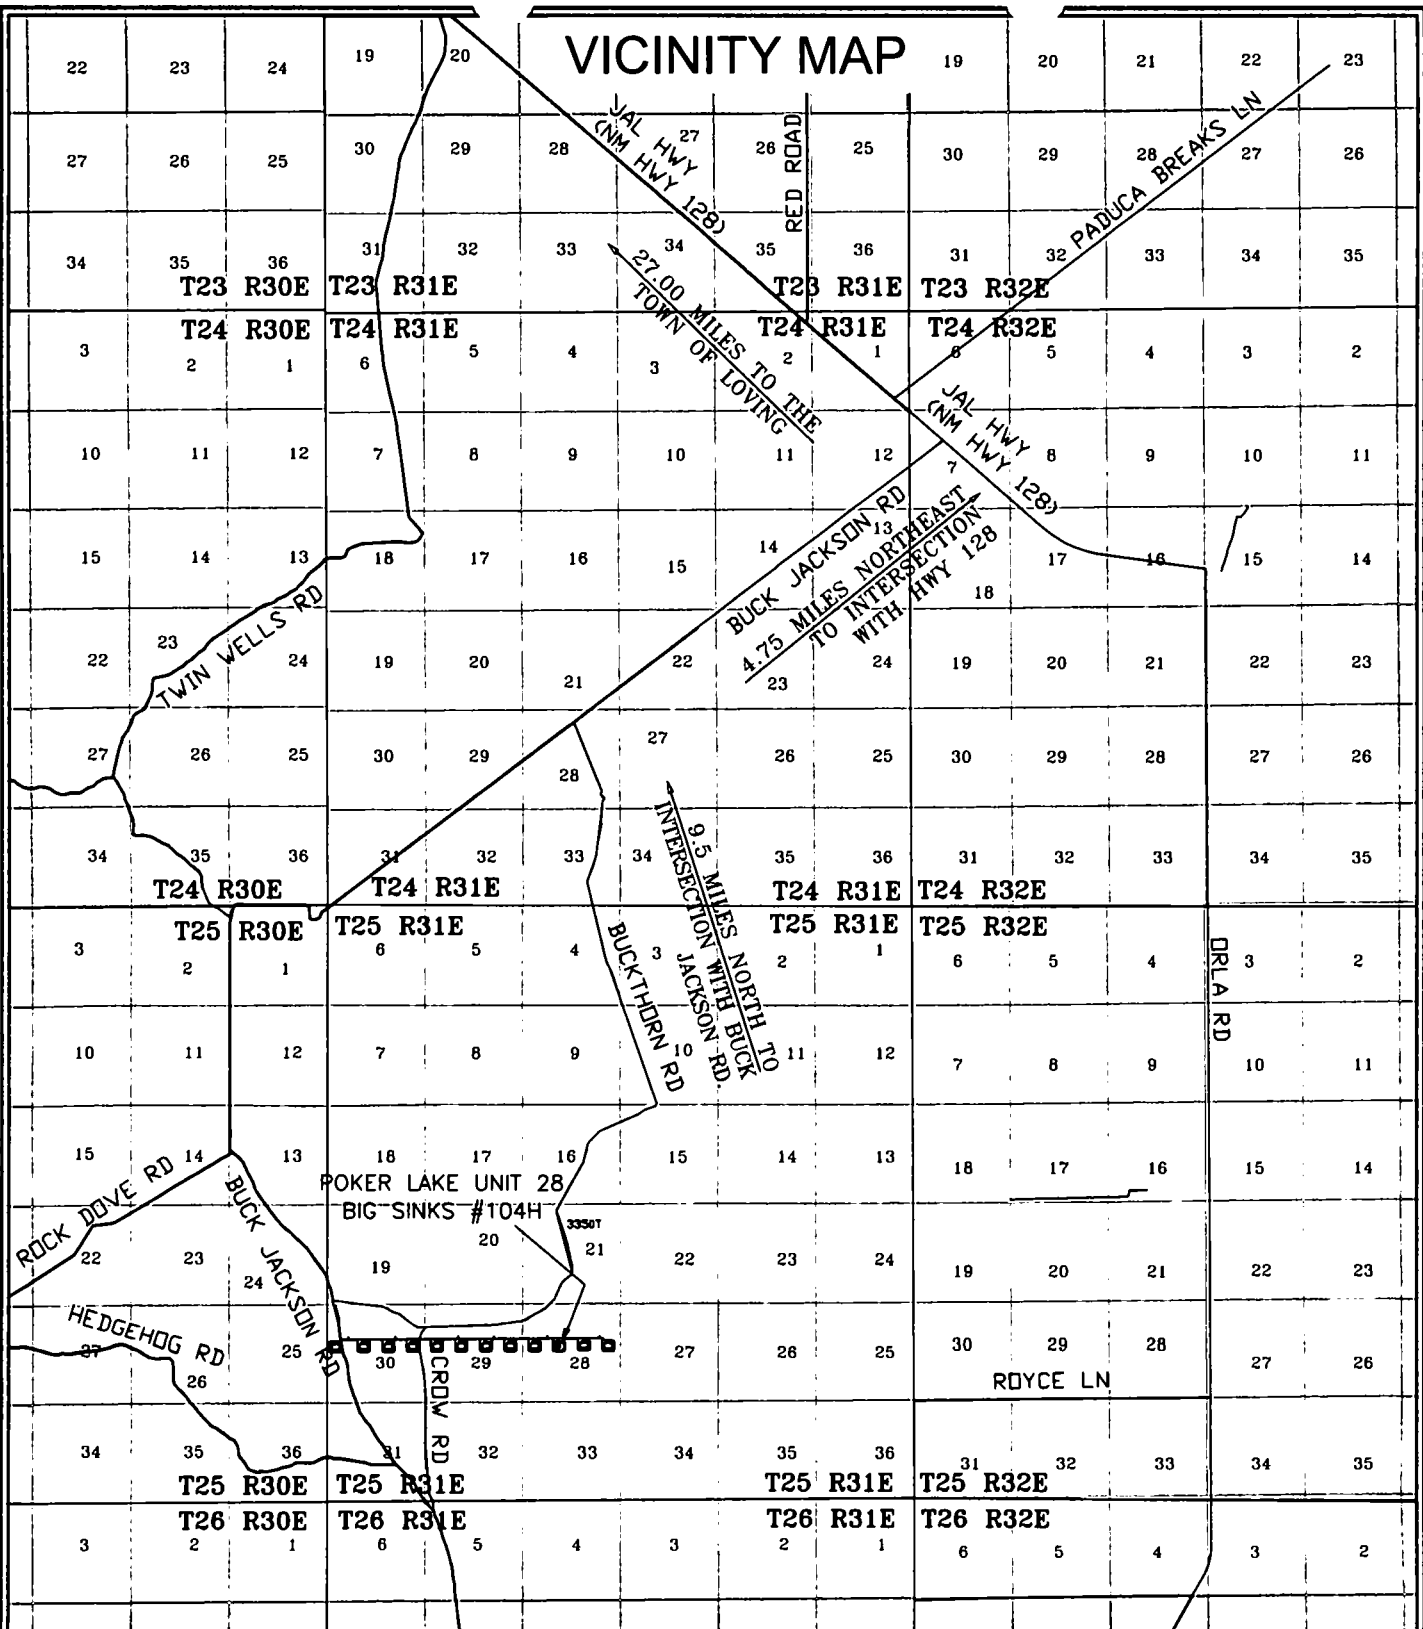 VICINITY MAP
22 23 24 19 20 19 20 21 22 23
JAL HWY
(NM HWY 128)
RED ROAD
PADUCA BREAKS LN
27 26 25 30 29 28 27 26 25 30 29 28 27 26
34 35 36 31 32 33 34 35 36 31 32 33 34 35
T23 R30E T23 R31E T23 R31E T23 R32E
T24 R30E T24 R31E T24 R31E T24 R32E
27.00 MILES TO THE
TOWN OF LOVING
3 2 1 6 5 4 3 2 1 6 5 4 3 2
JAL HWY
(NM HWY 128)
10 11 12 7 8 9 10 11 12 7 8 9 10 11
BUCK JACKSON RD
4.75 MILES NORTHEAST
TO INTERSECTION
WITH HWY 128
15 14 13 18 17 16 15 14 13 18 17 16 15 14
TWIN WELLS RD
22 23 24 19 20 21 22 23 24 19 20 21 22 23
27 26 25 30 29 28 27 26 25 30 29 28 27 26
9.5 MILES NORTH TO
INTERSECTION WITH BUCK
JACKSON RD.
34 35 36 31 32 33 34 35 36 31 32 33 34 35
T24 R30E T24 R31E T24 R31E T24 R32E
T25 R30E T25 R31E T25 R31E T25 R32E
BUCKTHORN RD
ORLA RD
3 2 1 6 5 4 3 2 1 6 5 4 3 2
10 11 12 7 8 9 10 11 12 7 8 9 10 11
15 14 13 18 17 16 15 14 13 18 17 16 15 14
ROCK DOVE RD
BUCK JACKSON RD
POKER LAKE UNIT 28
BIG SINKS #104H
3350T
22 23 24 19 20 21 22 23 24 19 20 21 22 23
HEDGEHOG RD
27 26 25 30 29 28 27 26 25 30 29 28 27 26
CROW RD
ROYCE LN
34 35 36 31 32 33 34 35 36 31 32 33 34 35
T25 R30E T25 R31E T25 R31E T25 R32E
T26 R30E T26 R31E T26 R31E T26 R32E
3 2 1 6 5 4 3 2 1 6 5 4 3 2